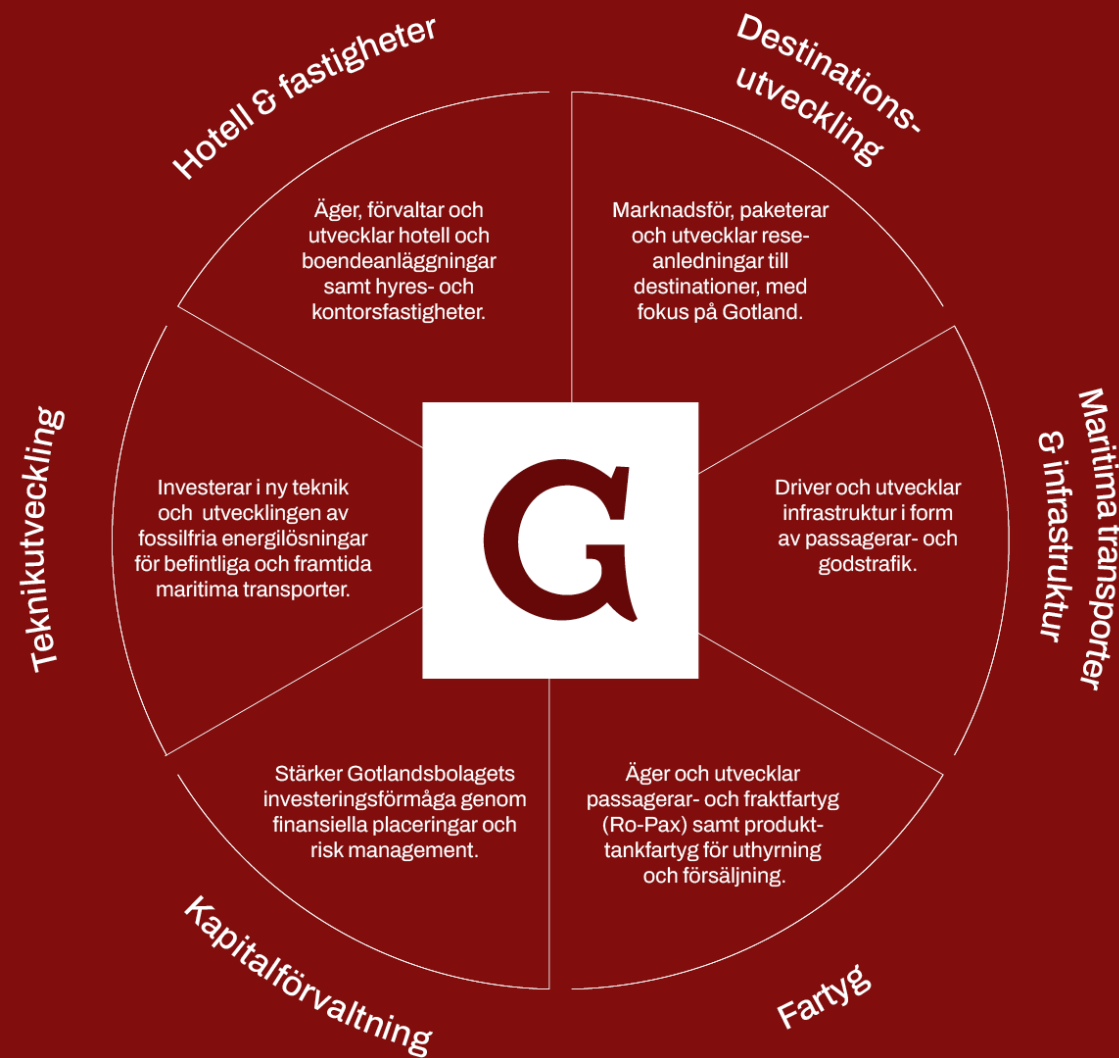 Hotell & fastigheter
Äger, förvaltar och
utvecklar hotell och
boendeanläggningar
samt hyres- och
kontorsfastigheter.
Destinations-
utveckling
Marknadsför, paketerar
och utvecklar rese-
anledningar till
destinationer, med
fokus på Gotland.
Maritima transporter
& infrastruktur
Driver och utvecklar
infrastruktur i form
av passagerar- och
godstrafik.
Fartyg
Äger och utvecklar
passagerar- och fraktfartyg
(Ro-Pax) samt produkt-
tankfartyg för uthyrning
och försäljning.
Kapitalförvaltning
Stärker Gotlandsbolagets
investeringsförmåga genom
finansiella placeringar och
risk management.
Teknikutveckling
Investerar i ny teknik
och utvecklingen av
fossilfria energilösningar
för befintliga och framtida
maritima transporter.
G